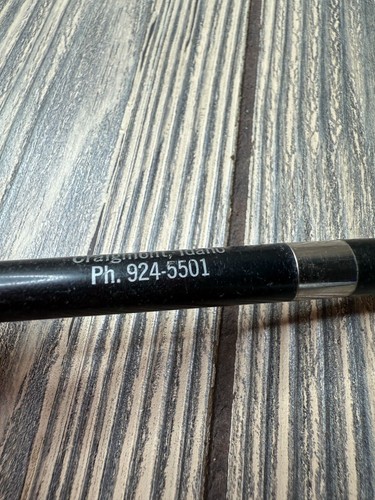 Craigmont, Idaho
Ph. 924-5501